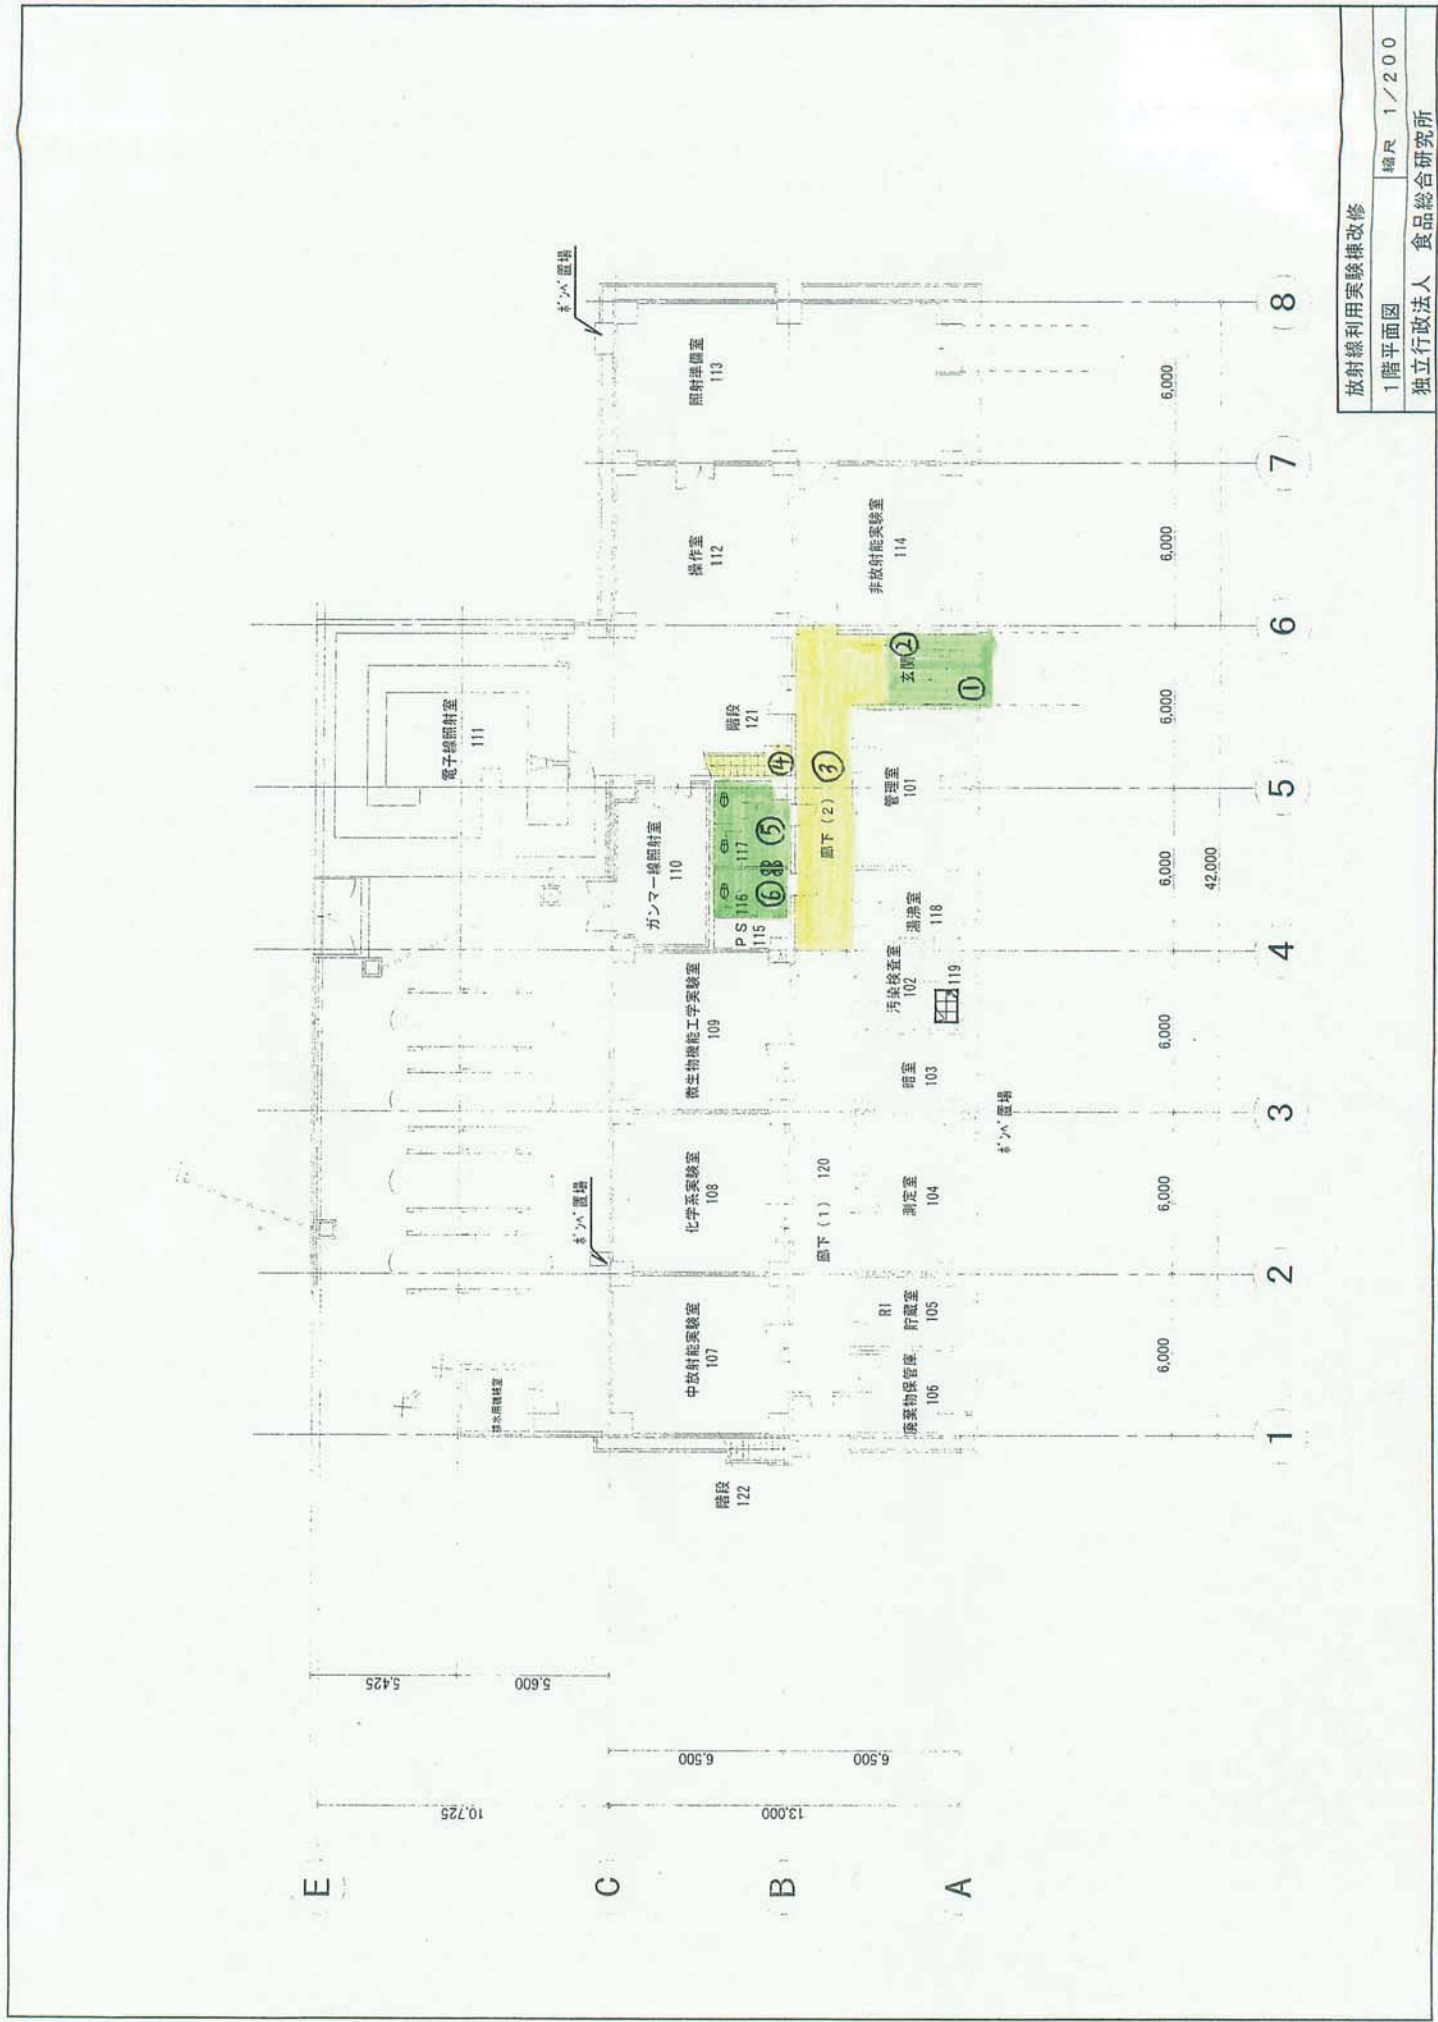 ボンベ置場
電子線照射室
111
ガンマー線照射室
110
階段
121
操作室
112
照射準備室
113
中放射能実験室
107
化学系実験室
108
微生物機能工学実験室
109
PS
115
116
117
⑥
⑤
④
ボンベ置場
廊下(1) 120
廊下(2)
③
非放射能実験室
114
玄関
②
①
廃棄物保管庫
106
RI
貯蔵室
105
測定室
104
暗室
103
汚染検査室
102
119
湯沸室
118
管理室
101
ボンベ置場
階段
122
5,425
5,600
10,725
6,500
6,500
13,000
E
C
B
A
6,000
6,000
6,000
6,000
6,000
6,000
6,000
42,000
1
2
3
4
5
6
7
8
放射線利用実験棟改修
1階平面図
縮尺 1/200
独立行政法人 食品総合研究所